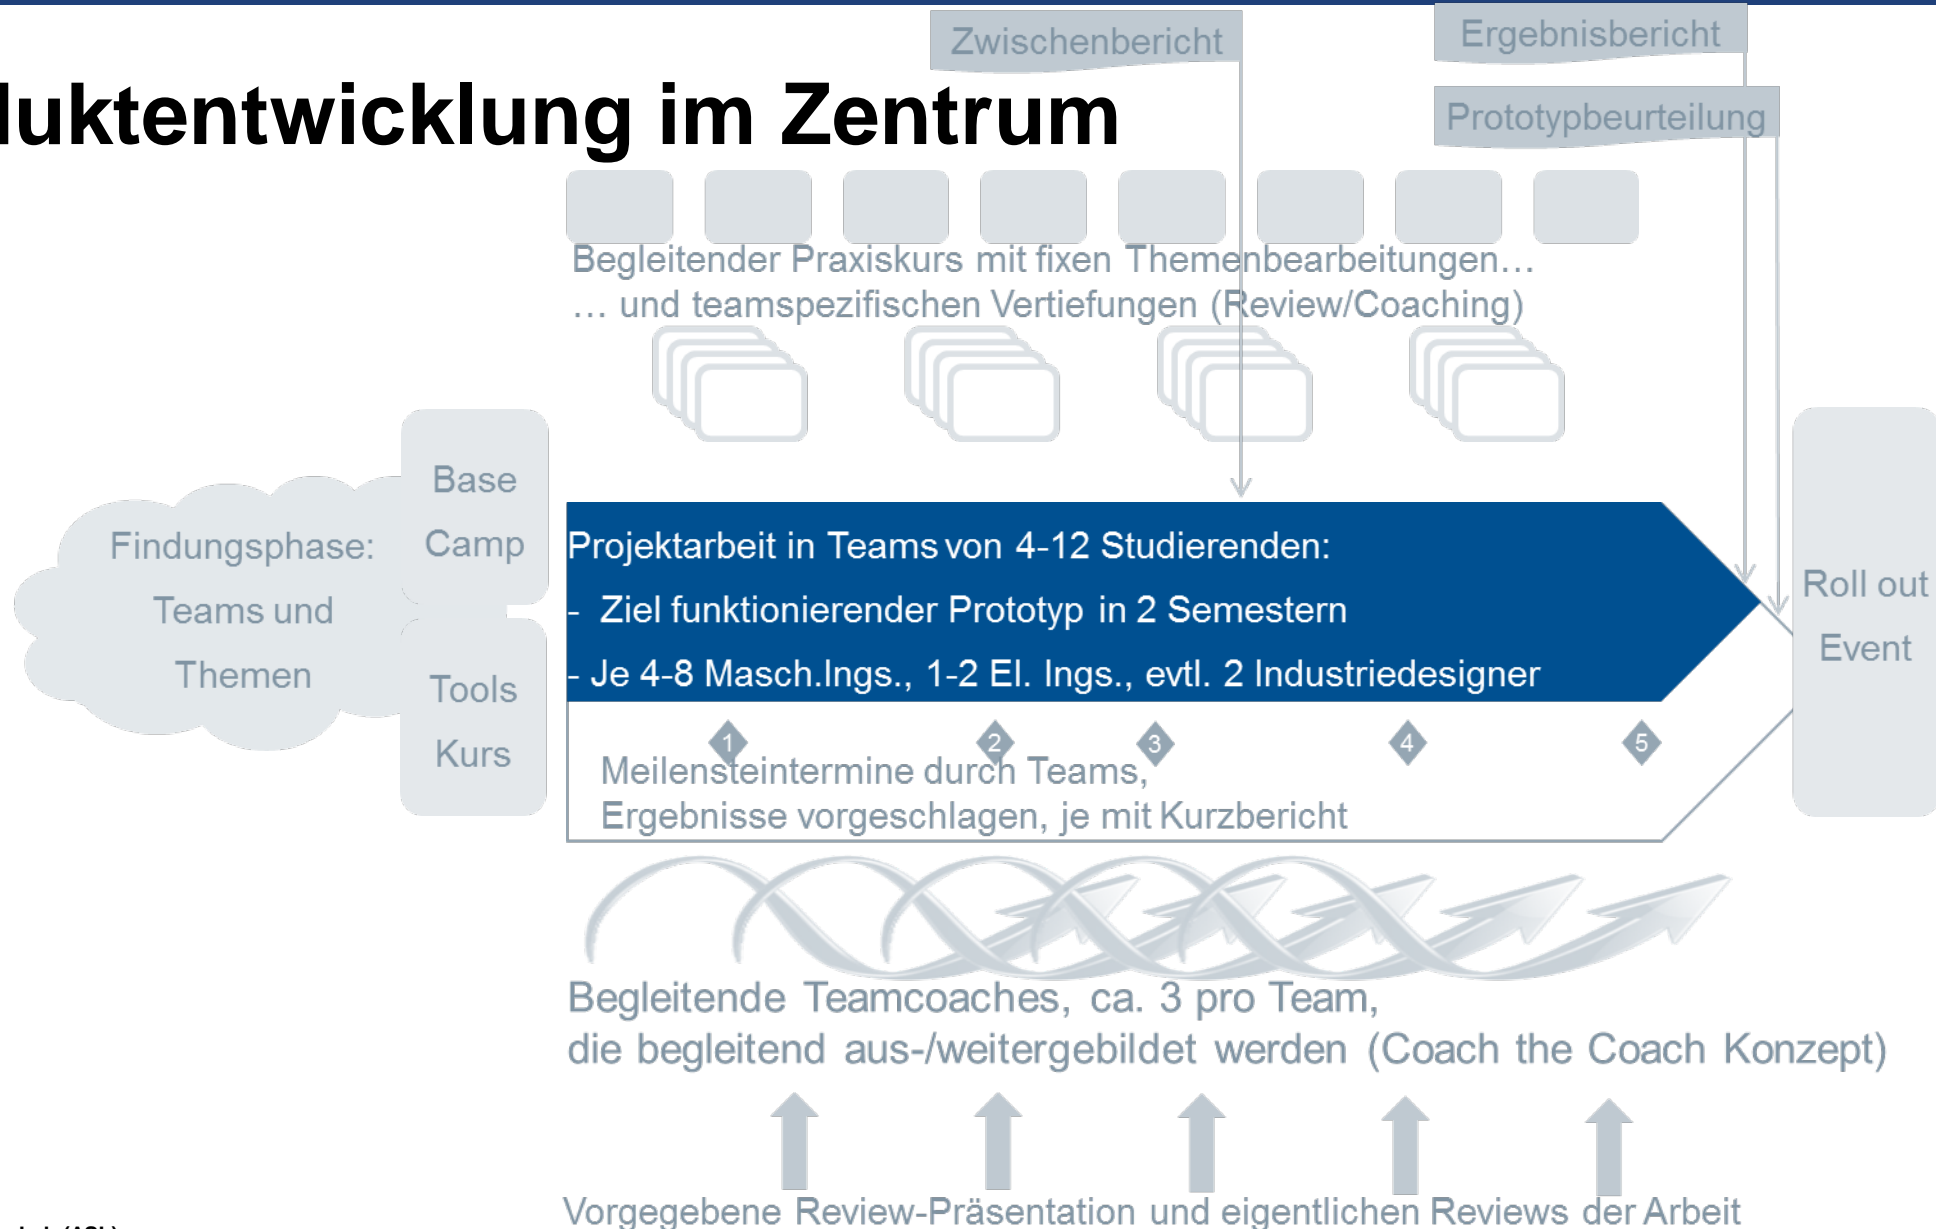 Zwischenbericht
Ergebnisbericht
duktentwicklung im Zentrum
Prototypbeurteilung
Begleitender Praxiskurs mit fixen Themenbearbeitungen…
… und teamspezifischen Vertiefungen (Review/Coaching)
Base
Camp
Findungsphase:
Teams und
Themen
Tools
Kurs
Projektarbeit in Teams von 4-12 Studierenden:
- Ziel funktionierender Prototyp in 2 Semestern
- Je 4-8 Masch.Ings., 1-2 El. Ings., evtl. 2 Industriedesigner
Roll out
Event
1
2
3
4
5
Meilensteintermine durch Teams,
Ergebnisse vorgeschlagen, je mit Kurzbericht
Begleitende Teamcoaches, ca. 3 pro Team,
die begleitend aus-/weitergebildet werden (Coach the Coach Konzept)
Vorgegebene Review-Präsentation und eigentlichen Reviews der Arbeit